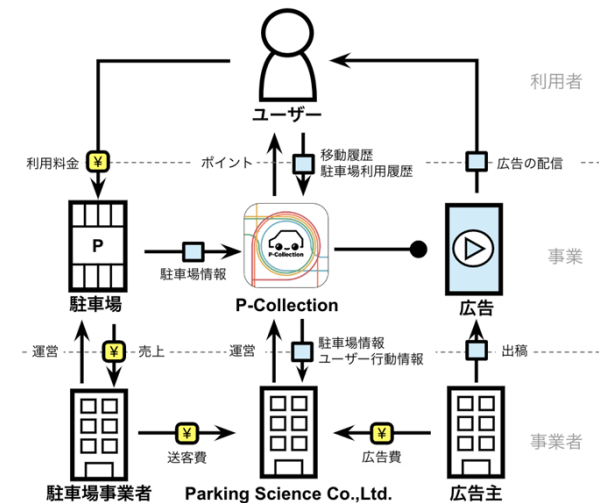 ユーザー
利用者
利用料金
¥
ポイント
移動履歴
駐車場利用履歴
広告の配信
P
P-Collection
駐車場情報
事業
駐車場
P-Collection
広告
運営
¥
売上
運営
駐車場情報
ユーザー行動情報
出稿
¥
送客費
¥
広告費
事業者
駐車場事業者
Parking Science Co.,Ltd.
広告主